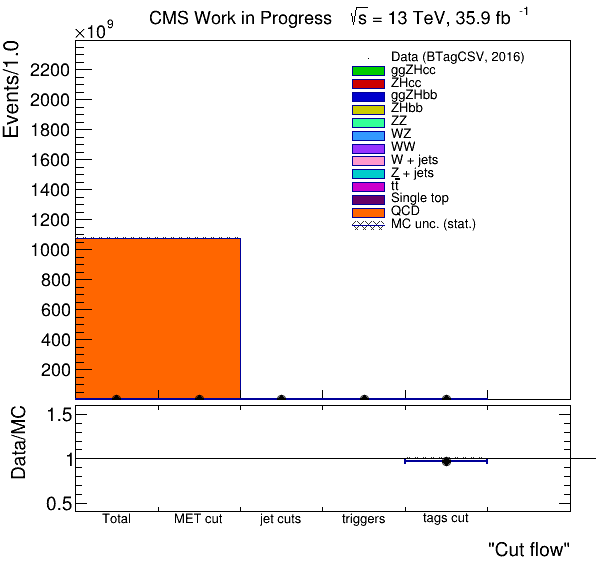 CMS Work in Progress √s = 13 TeV, 35.9 fb -1
×10^9
Events/1.0
2200
2000
1800
1600
1400
1200
1000
800
600
400
200
Data (BTagCSV, 2016)
ggZHcc
ZHcc
ggZHbb
ZHbb
ZZ
WZ
WW
W + jets
Z + jets
tt̅
Single top
QCD
MC unc. (stat.)
Data/MC
1.5
1
0.5
Total MET cut jet cuts triggers tags cut
"Cut flow"